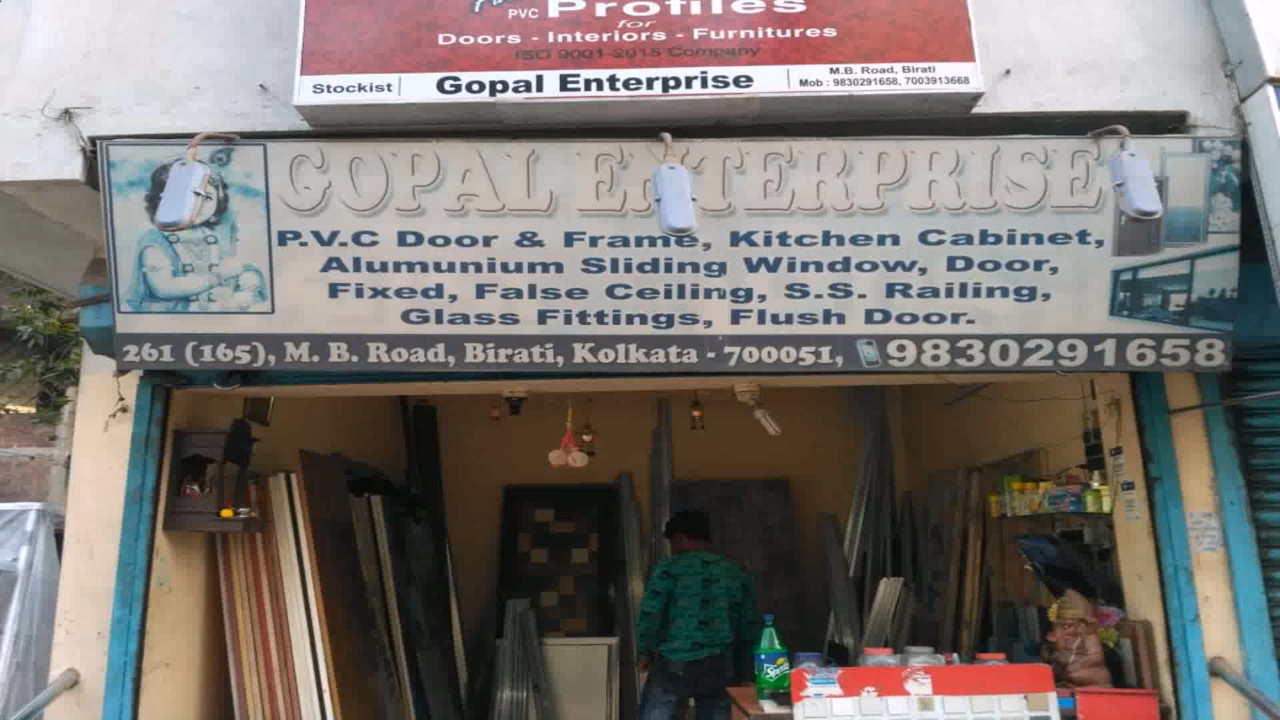 PVC Profiles
for
Doors - Interiors - Furnitures
ISO 9001-2015 Company
Stockist Gopal Enterprise M.B. Road, Birati
Mob : 9830291658, 7003913668
GOPAL ENTERPRISE
P.V.C Door & Frame, Kitchen Cabinet,
Alumunium Sliding Window, Door,
Fixed, False Ceiling, S.S. Railing,
Glass Fittings, Flush Door.
261 (165), M. B. Road, Birati, Kolkata - 700051, 9830291658
Sprite